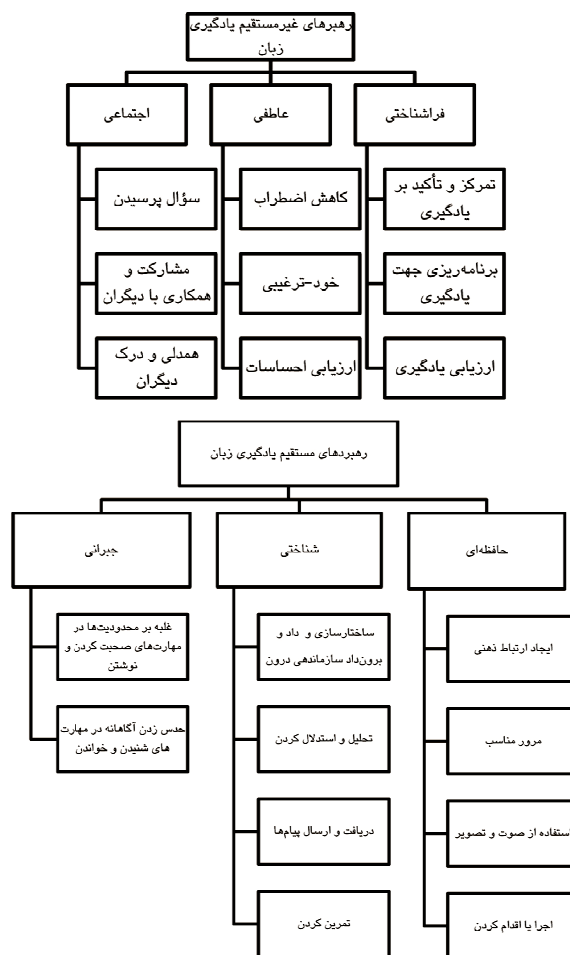 رهبرهای غیرمستقیم یادگیری
زبان
فراشناختی
عاطفی
اجتماعی
تمرکز و تأکید بر
یادگیری
کاهش اضطراب
سؤال پرسیدن
برنامه‌ریزی جهت
یادگیری
خود-ترغیبی
مشارکت و
همکاری با دیگران
ارزیابی یادگیری
ارزیابی احساسات
همدلی و درک
دیگران
رهبردهای مستقیم یادگیری زبان
حافظه‌ای
شناختی
جبرانی
ایجاد ارتباط ذهنی
ساختارسازی و داد و
برون‌داد سازماندهی درون
غلبه بر محدودیت‌ها در
مهارت‌های صحبت کردن و
نوشتن
مرور مناسب
تحلیل و استدلال کردن
حدس زدن آگاهانه در مهارت
های شنیدن و خواندن
استفاده از صوت و تصویر
دریافت و ارسال پیام‌ها
اجرا یا اقدام کردن
تمرین کردن